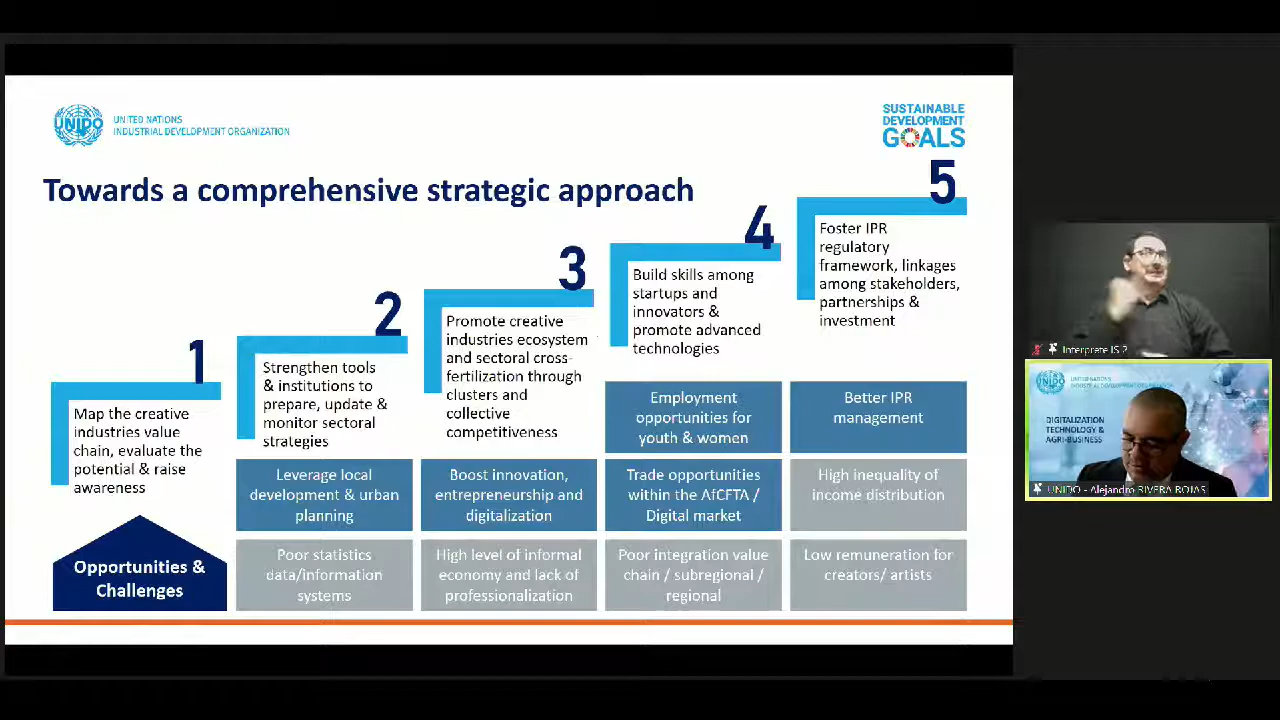 UNIDO
UNITED NATIONS
INDUSTRIAL DEVELOPMENT ORGANIZATION
SUSTAINABLE
DEVELOPMENT
GOALS
Towards a comprehensive strategic approach
1
Map the creative
industries value
chain, evaluate the
potential & raise
awareness
2
Strengthen tools
& institutions to
prepare, update &
monitor sectoral
strategies
3
Promote creative
industries ecosystem
and sectoral cross-
fertilization through
clusters and
collective
competitiveness
4
Build skills among
startups and
innovators &
promote advanced
technologies
5
Foster IPR
regulatory
framework, linkages
among stakeholders,
partnerships &
investment
Employment
opportunities for
youth & women
Better IPR
management
Leverage local
development & urban
planning
Boost innovation,
entrepreneurship and
digitalization
Trade opportunities
within the AfCFTA /
Digital market
High inequality of
income distribution
Opportunities &
Challenges
Poor statistics
data/information
systems
High level of informal
economy and lack of
professionalization
Poor integration value
chain / subregional /
regional
Low remuneration for
creators/ artists
Interprate IS 2
UNIDO
UNITED NATIONS
DIGITALIZATION
TECHNOLOGY &
AGRI-BUSINESS
UNIDO - Alejandro RIVERA ROJAS